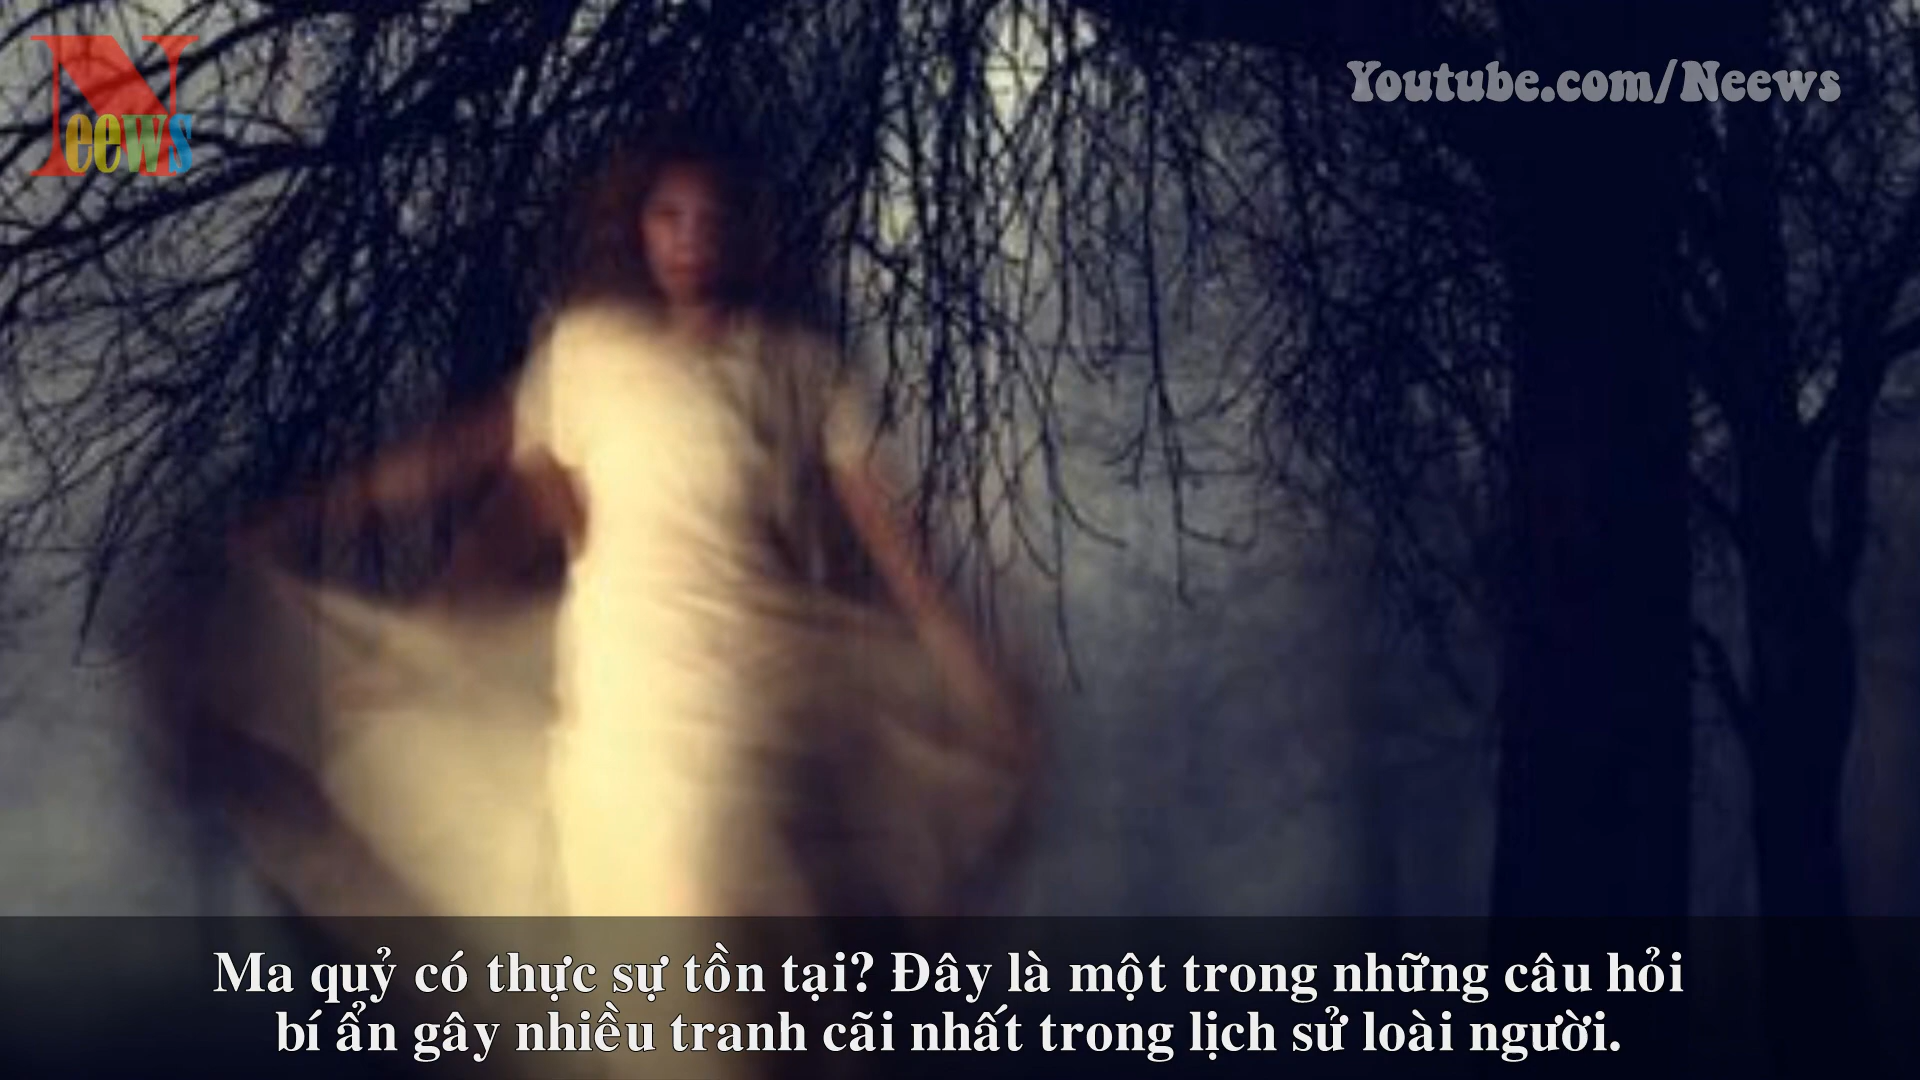 Neews
Youtube.com/Neews
Ma quỷ có thực sự tồn tại? Đây là một trong những câu hỏi
bí ẩn gây nhiều tranh cãi nhất trong lịch sử loài người.